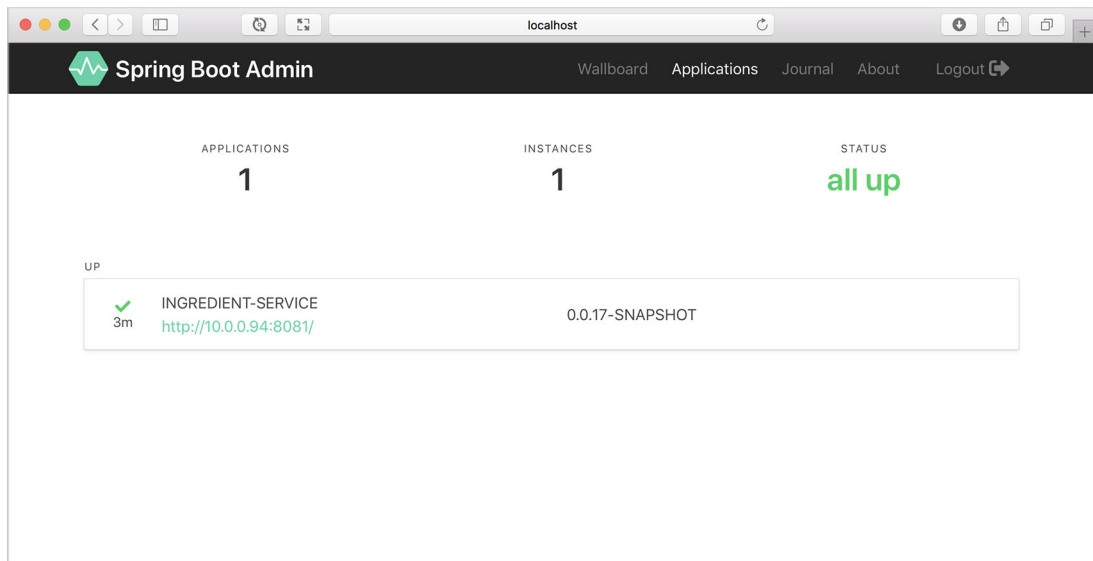 localhost
Spring Boot Admin Wallboard Applications Journal About Logout
APPLICATIONS INSTANCES STATUS
1 1 all up
UP
INGREDIENT-SERVICE
3m http://10.0.0.94:8081/ 0.0.17-SNAPSHOT